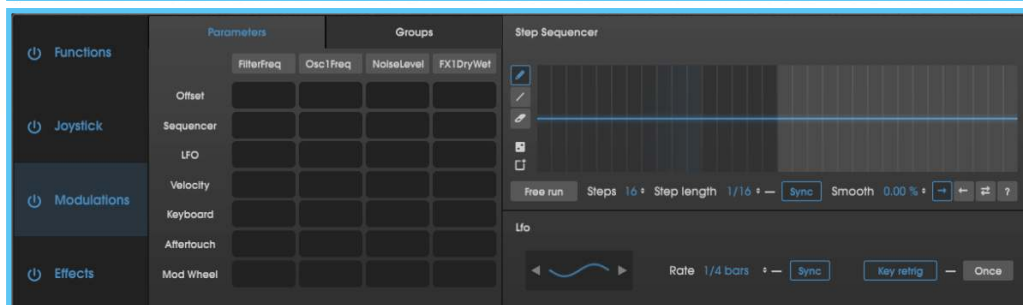 Functions
Joystick
Modulations
Effects
Parameters Groups
FilterFreq Osc1Freq NoiseLevel FX1DryWet
Offset
Sequencer
LFO
Velocity
Keyboard
Aftertouch
Mod Wheel
Step Sequencer
Free run Steps 16 Step length 1/16 Sync Smooth 0.00 % ?
Lfo
Rate 1/4 bars Sync Key retrig Once